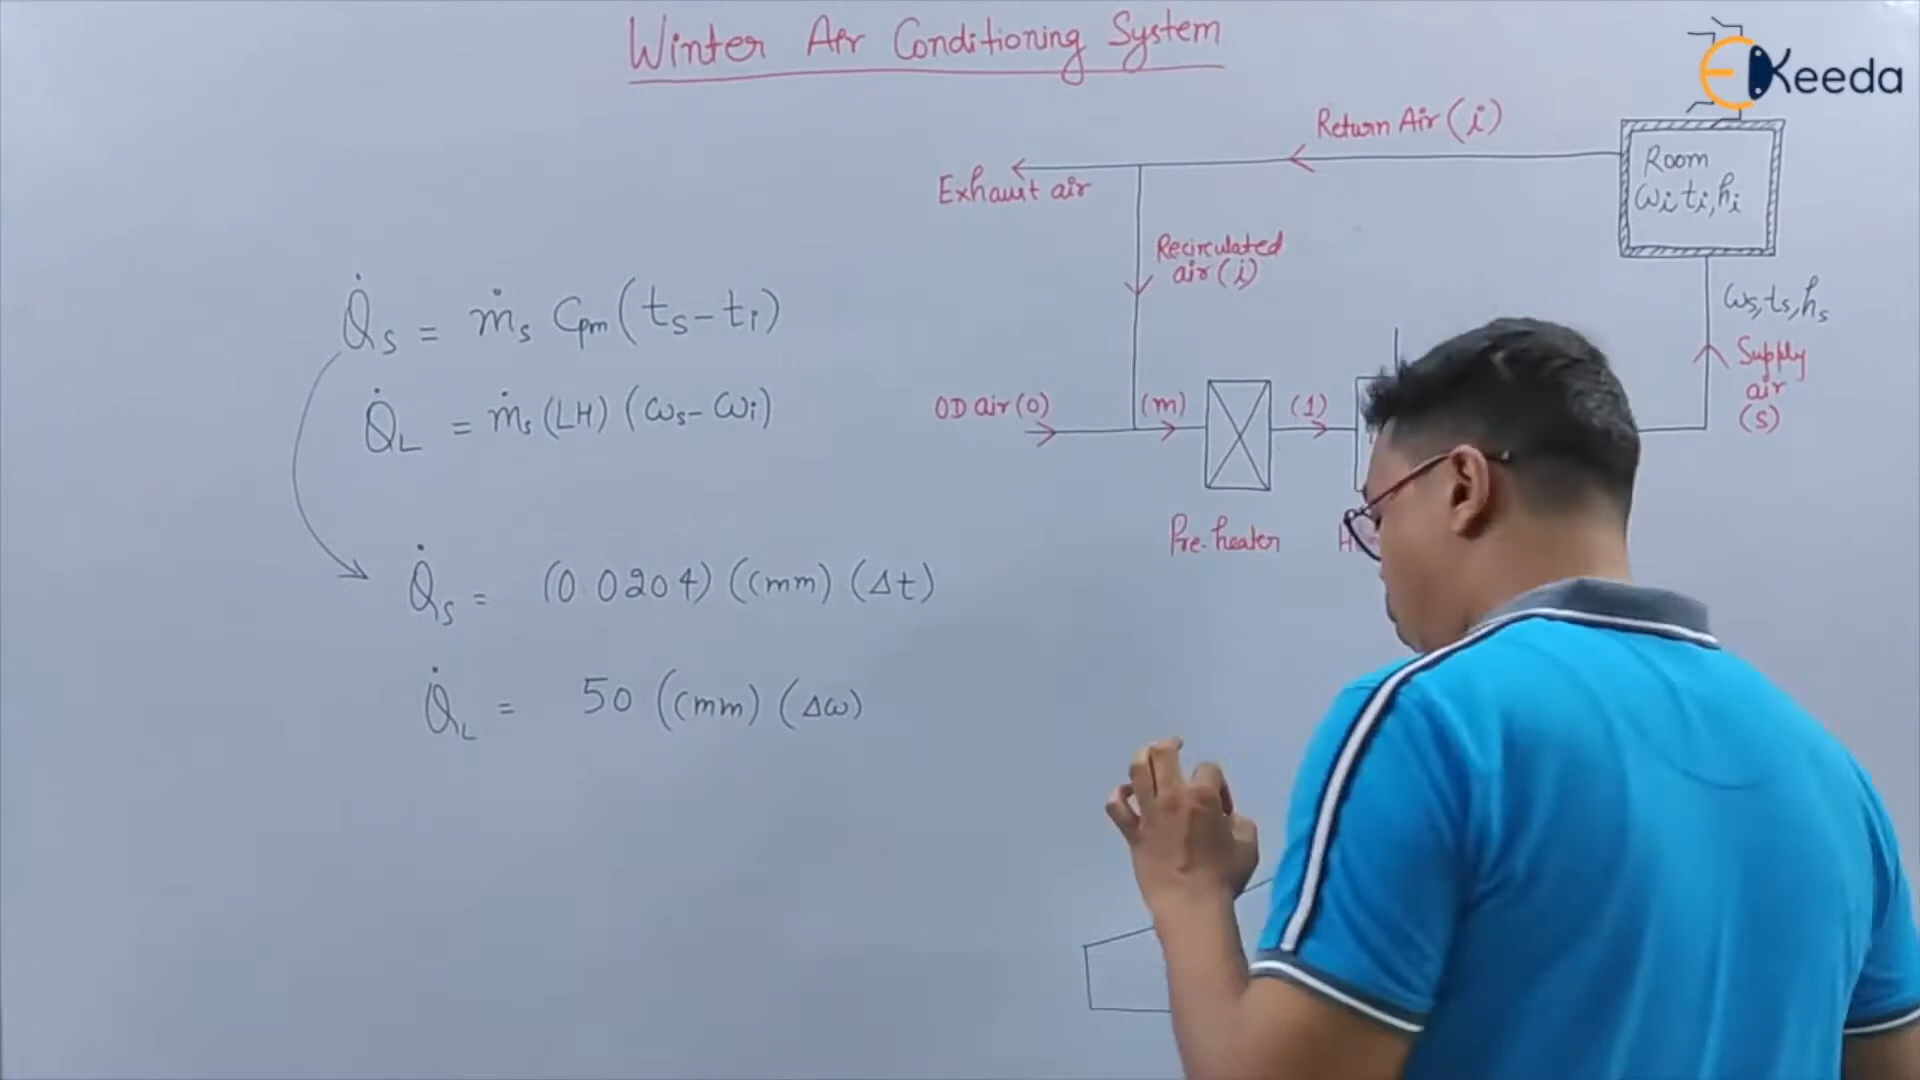 Winter Air Conditioning System
EKeeda
Return Air (i)
Exhaust air
Room
ωi ti, hi
Recirculated
air (i)
ωs, ts, hs
Supply
air
(s)
OD air (0)
(m)
(1)
Pre-heater
Q̇s = ṁs Cpm (ts - ti)
Q̇L = ṁs (LH) (ωs - ωi)
Q̇s = (0.0204) (cmm) (Δt)
Q̇L = 50 (cmm) (Δω)